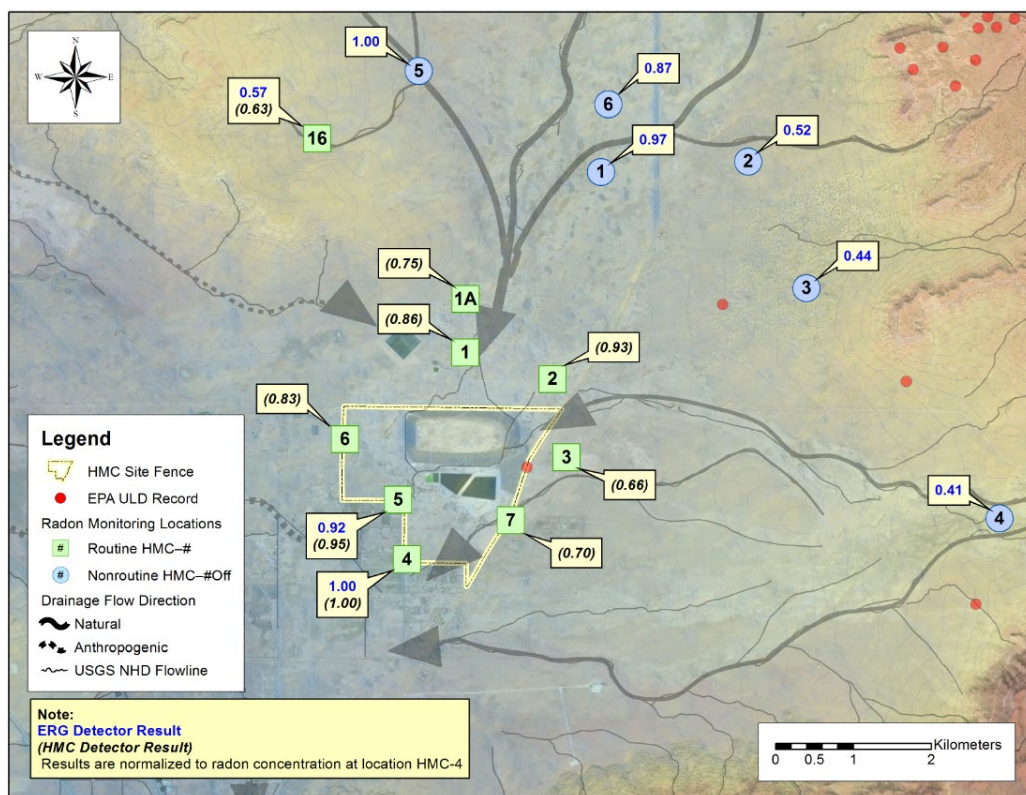 N
W E
S
1.00
5
0.57
(0.63)
16
0.87
6
0.97
1
0.52
2
0.44
3
(0.75)
1A
(0.86)
1
(0.93)
2
(0.83)
6
3
(0.66)
5
0.92
(0.95)
7
(0.70)
4
1.00
(1.00)
0.41
4
Legend
HMC Site Fence
EPA ULD Record
Radon Monitoring Locations
# Routine HMC–#
# Nonroutine HMC–#Off
Drainage Flow Direction
Natural
Anthropogenic
USGS NHD Flowline
Note:
ERG Detector Result
(HMC Detector Result)
Results are normalized to radon concentration at location HMC-4
Kilometers
0 0.5 1 2